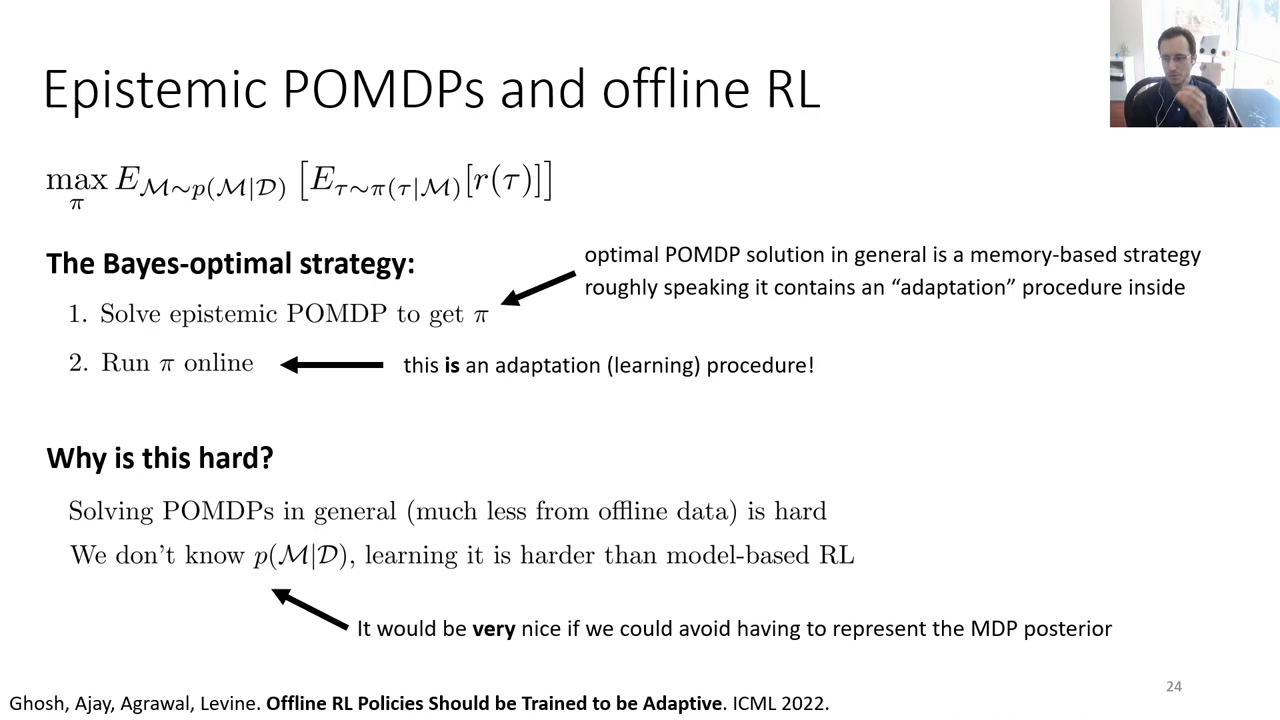 Epistemic POMDPs and offline RL
max_π E_{ℳ∼p(ℳ|𝒟)} [E_{τ∼π(τ|ℳ)}[r(τ)]]
The Bayes-optimal strategy:
optimal POMDP solution in general is a memory-based strategy
roughly speaking it contains an “adaptation” procedure inside
1. Solve epistemic POMDP to get π
2. Run π online
this is an adaptation (learning) procedure!
Why is this hard?
Solving POMDPs in general (much less from offline data) is hard
We don't know p(ℳ|𝒟), learning it is harder than model-based RL
It would be very nice if we could avoid having to represent the MDP posterior
24
Ghosh, Ajay, Agrawal, Levine. Offline RL Policies Should be Trained to be Adaptive. ICML 2022.